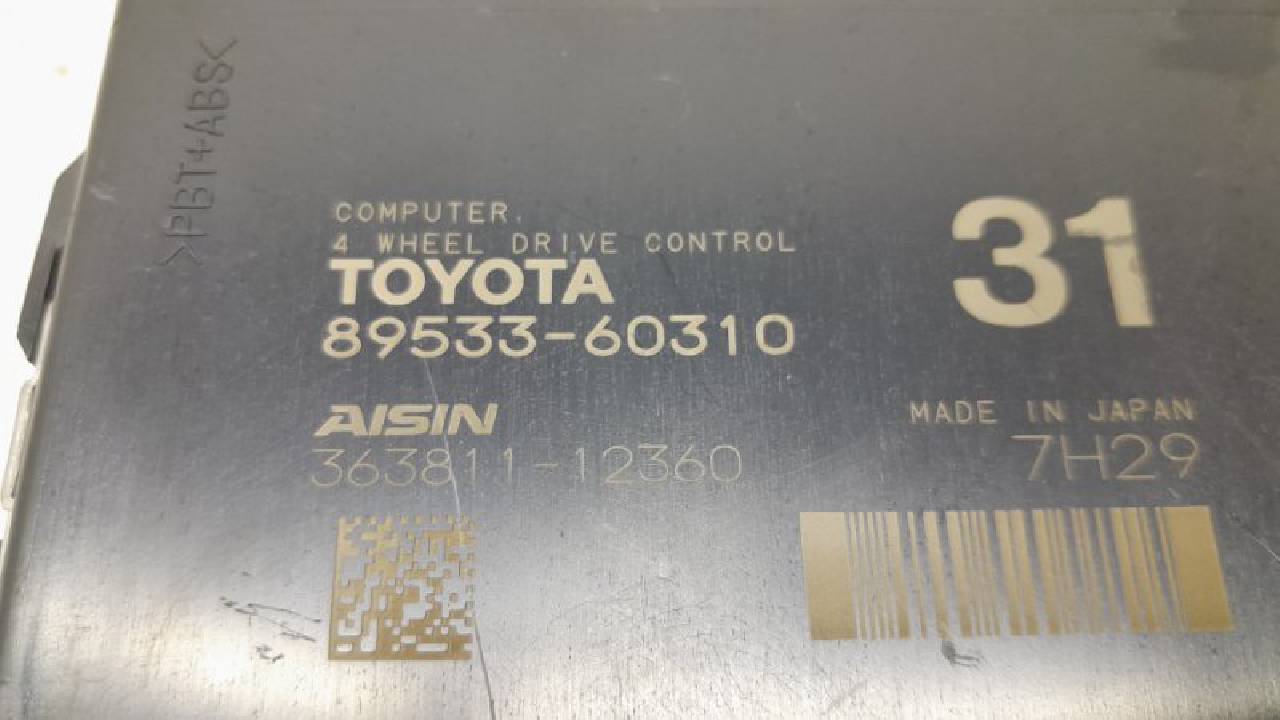 >PBT+ABS<
COMPUTER,
4 WHEEL DRIVE CONTROL
TOYOTA
89533-60310
31
AISIN
363811-12360
MADE IN JAPAN
7H29